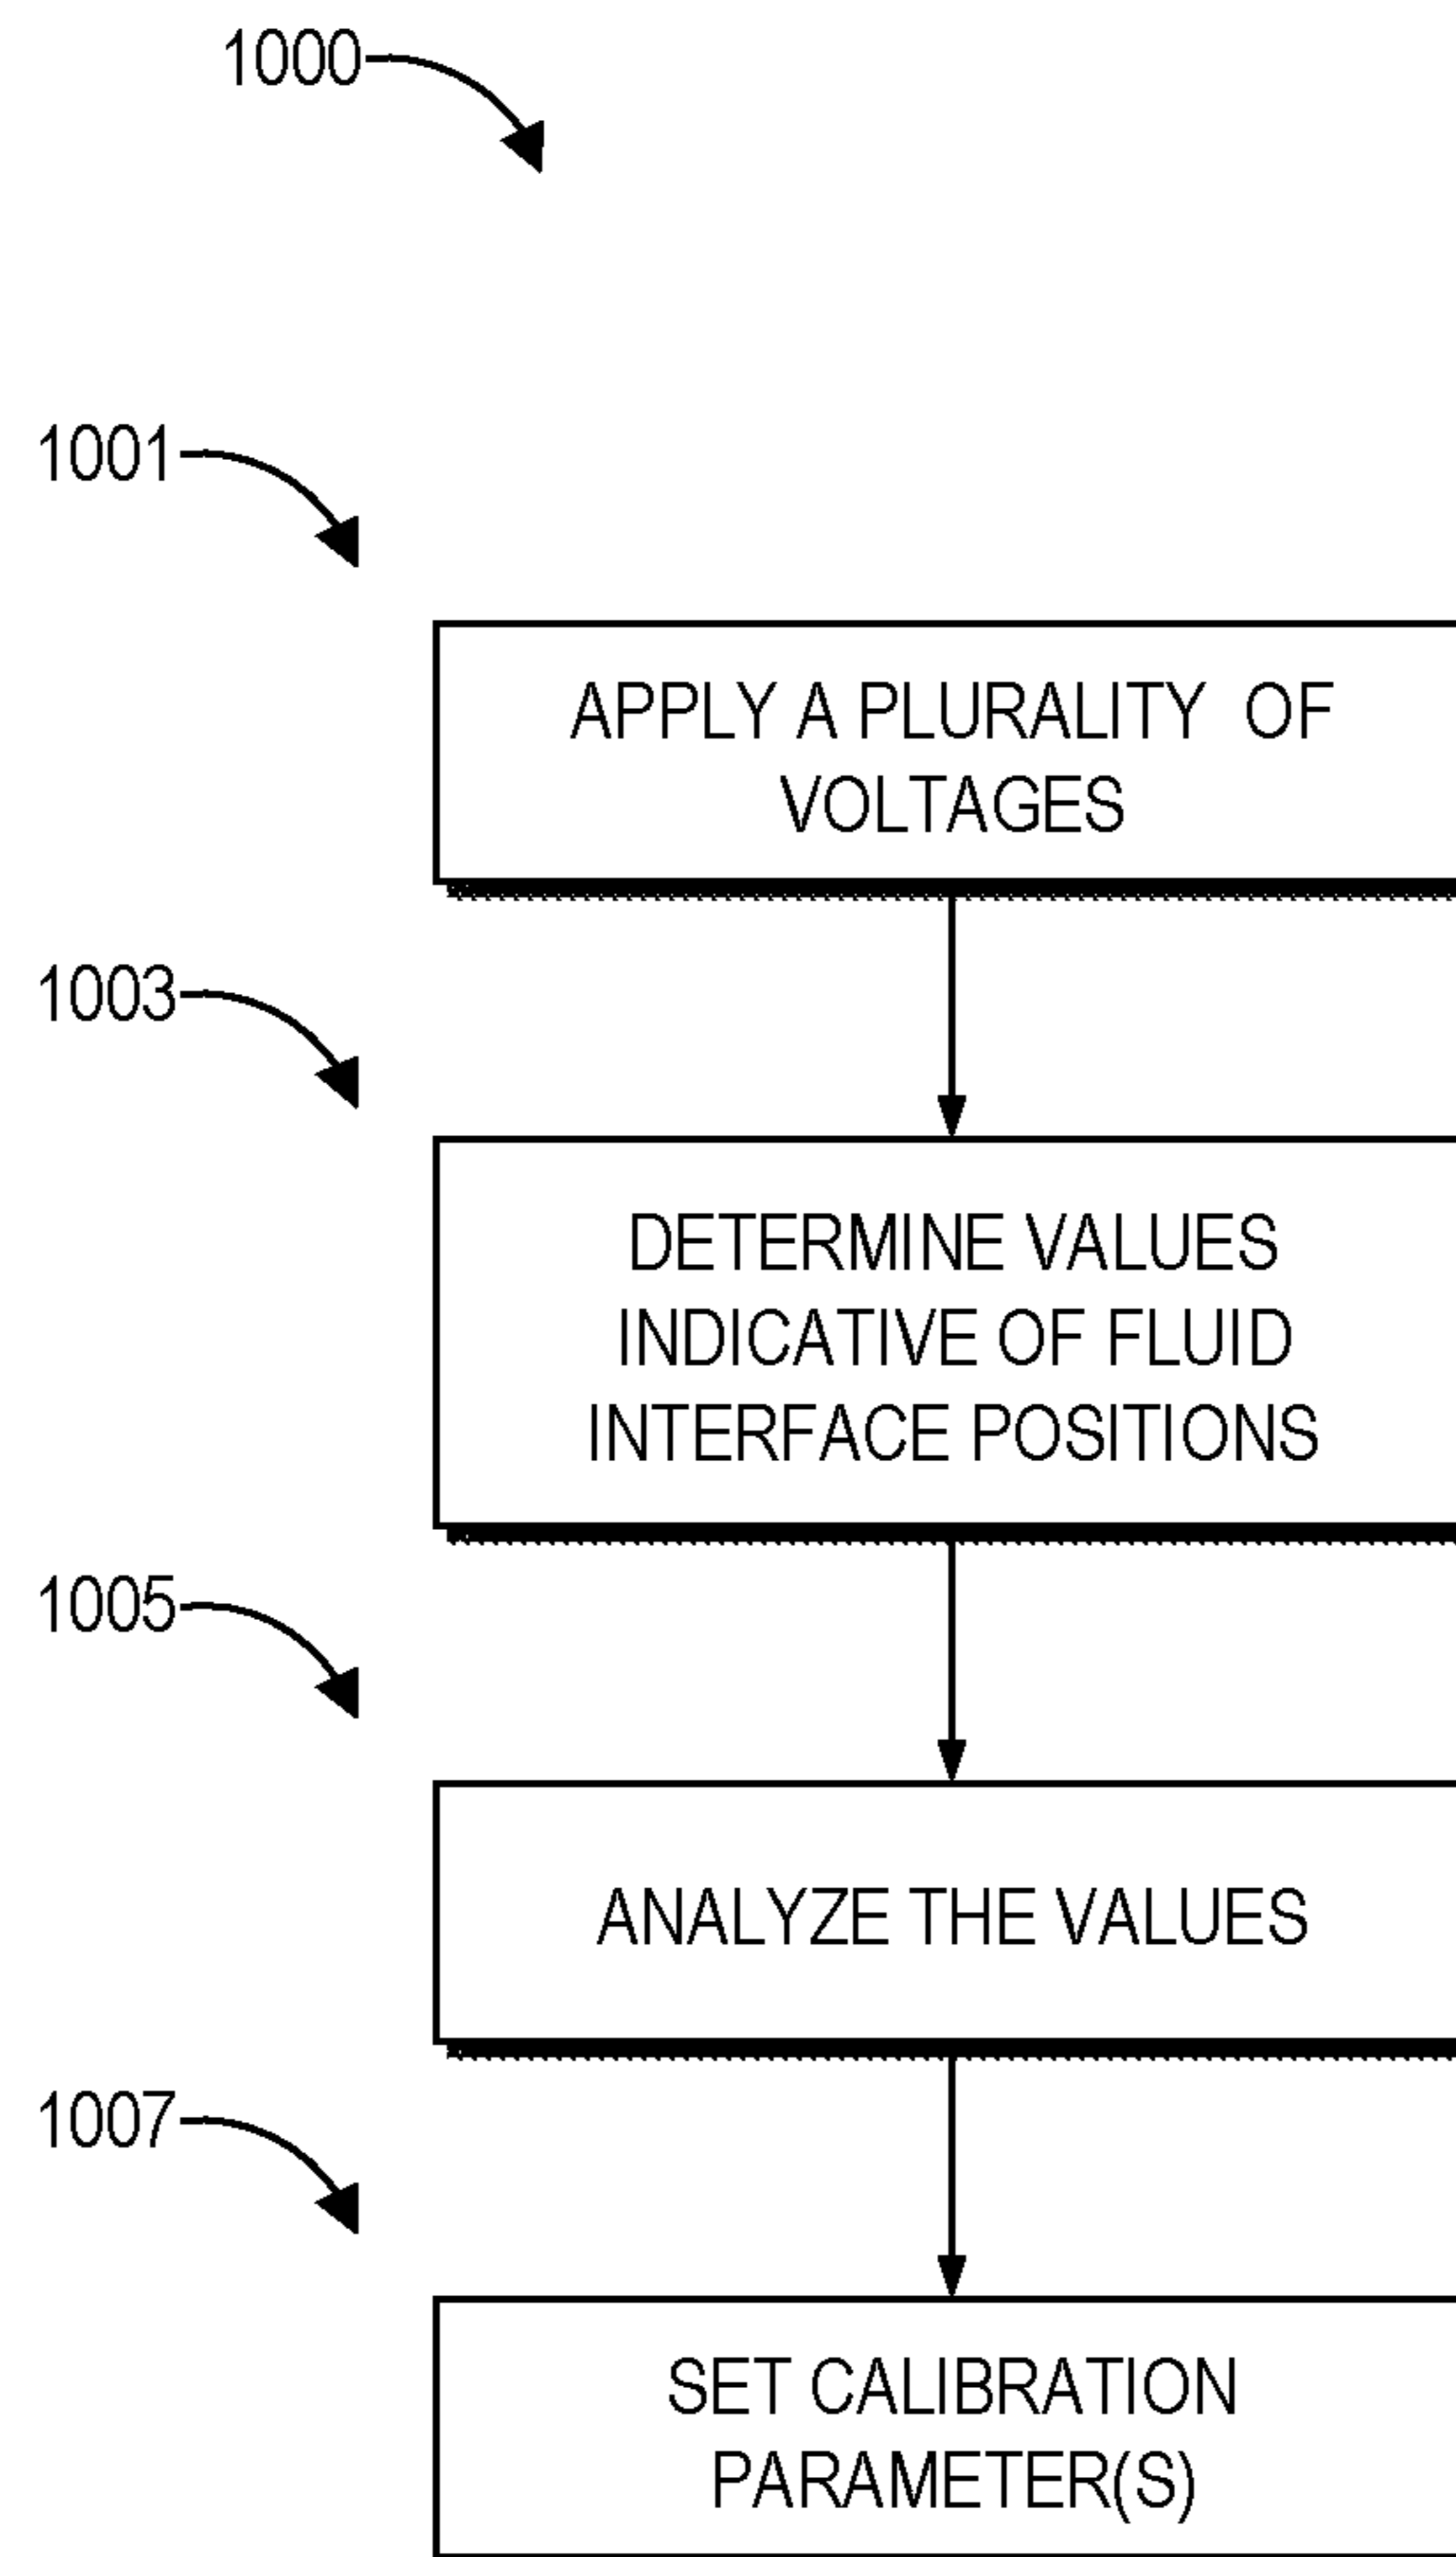 1000
1001
APPLY A PLURALITY OF
VOLTAGES
1003
DETERMINE VALUES
INDICATIVE OF FLUID
INTERFACE POSITIONS
1005
ANALYZE THE VALUES
1007
SET CALIBRATION
PARAMETER(S)